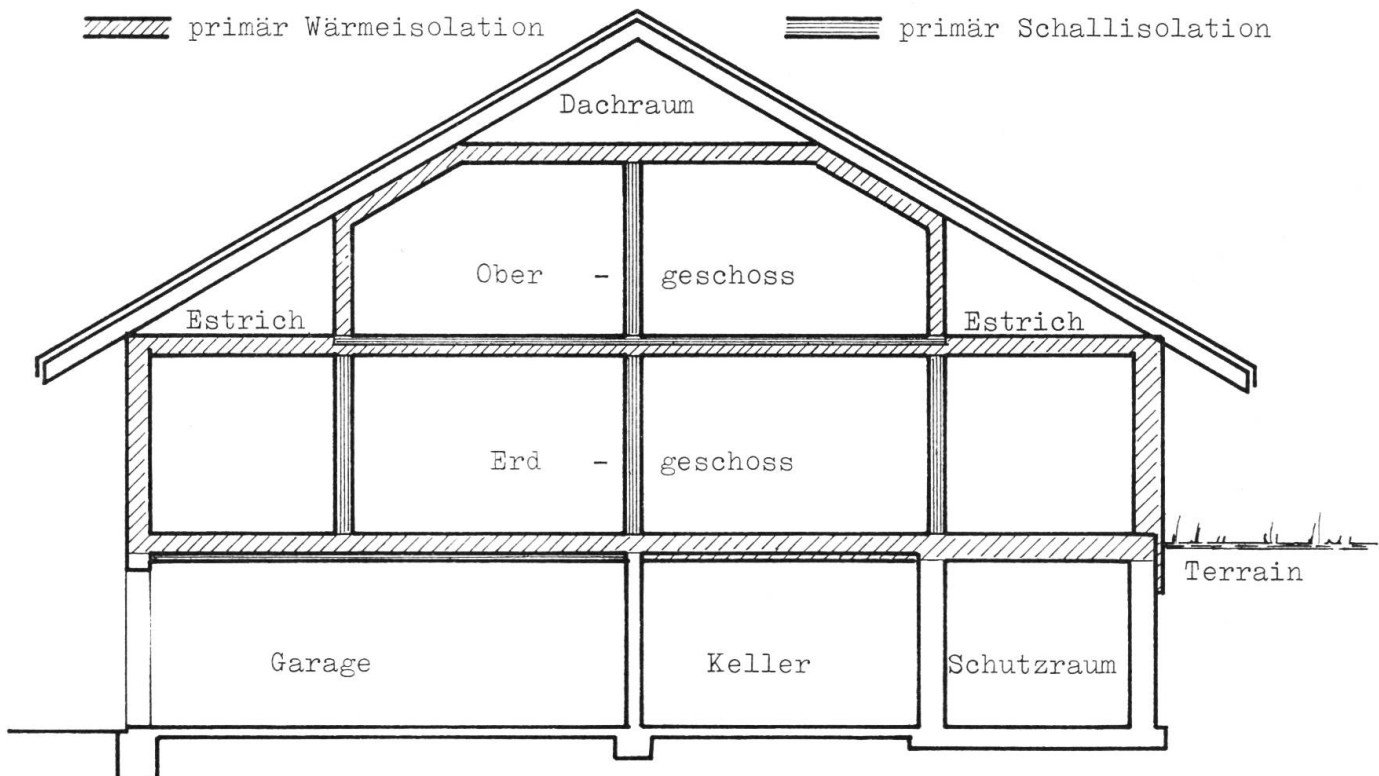 primär Wärmeisolation
primär Schallisolation
Dachraum
Ober - geschoss
Estrich
Estrich
Erd - geschoss
Terrain
Garage
Keller
Schutzraum